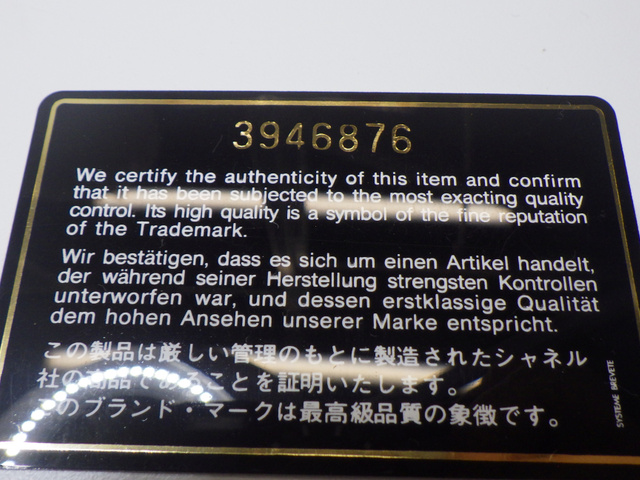 3946876
We certify the authenticity of this item and confirm
that it has been subjected to the most exacting quality
control. Its high quality is a symbol of the fine reputation
of the Trademark.
Wir bestätigen, dass es sich um einen Artikel handelt,
der während seiner Herstellung strengsten Kontrollen
unterworfen war, und dessen erstklassige Qualität
dem hohen Ansehen unserer Marke entspricht.
この製品は厳しい管理のもとに製造されたシャネル
社の商品であることを証明いたします。
このブランド・マークは最高級品質の象徴です。
SYSTEME BREVETE